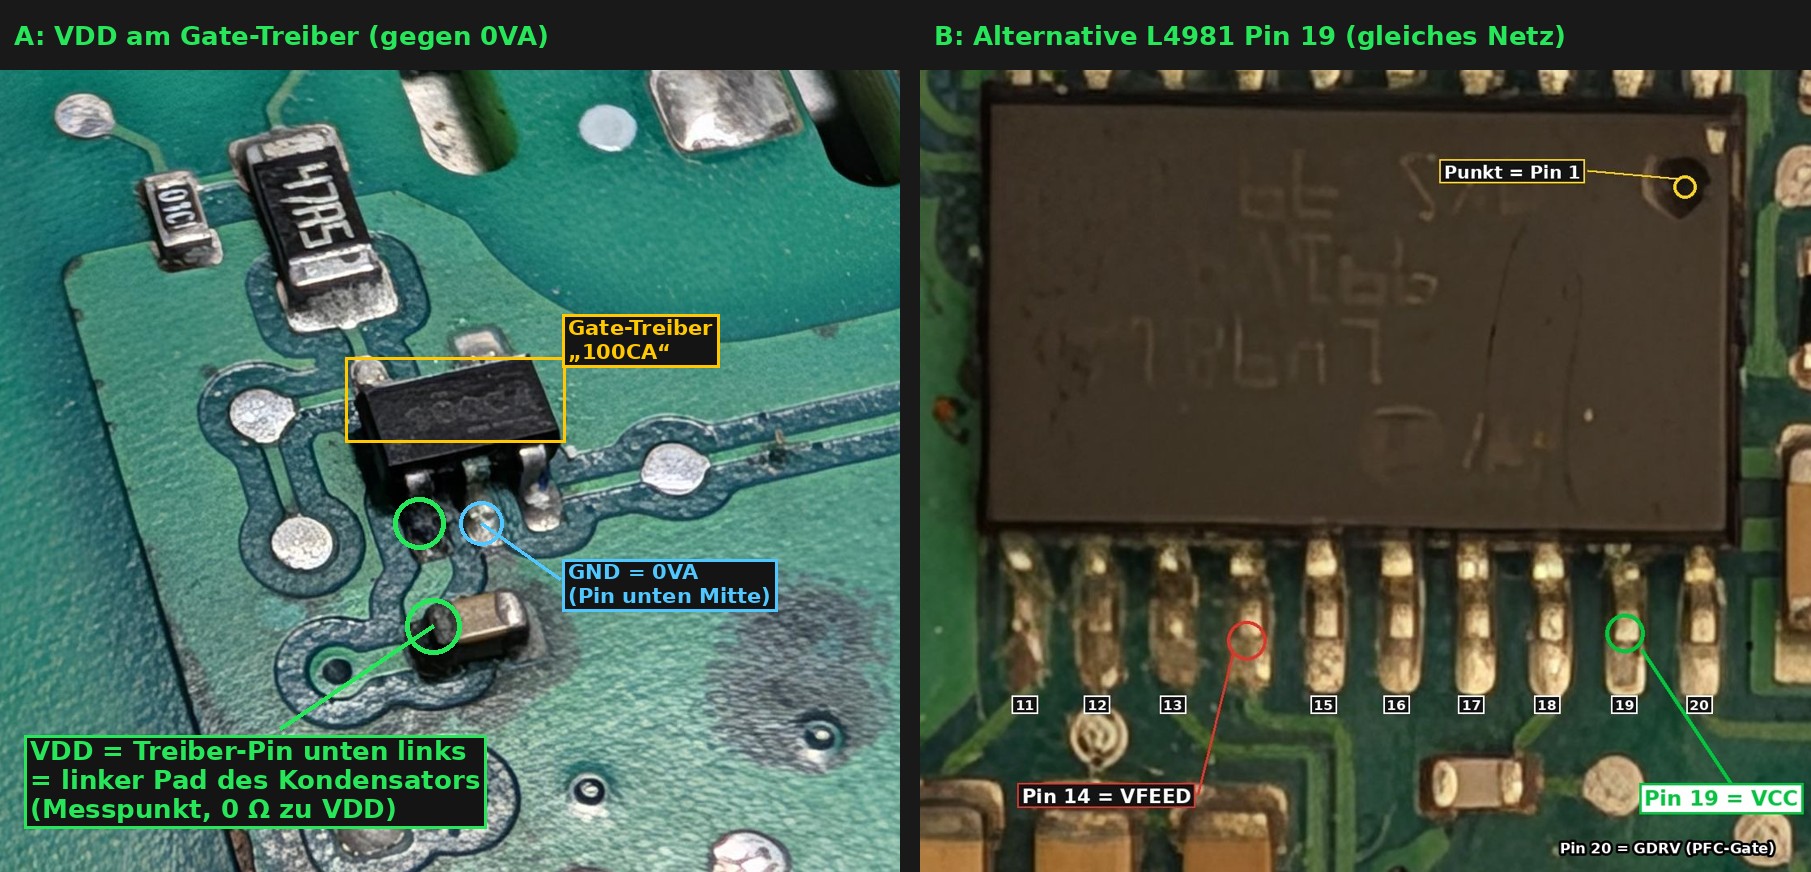 A: VDD am Gate-Treiber (gegen 0VA)
101C
47R5
Gate-Treiber
„100CA“
GND = 0VA
(Pin unten Mitte)
VDD = Treiber-Pin unten links
= linker Pad des Kondensators
(Messpunkt, 0 Ω zu VDD)
B: Alternative L4981 Pin 19 (gleiches Netz)
Punkt = Pin 1
11
12
13
15
16
17
18
19
20
Pin 14 = VFEED
Pin 19 = VCC
Pin 20 = GDRV (PFC-Gate)